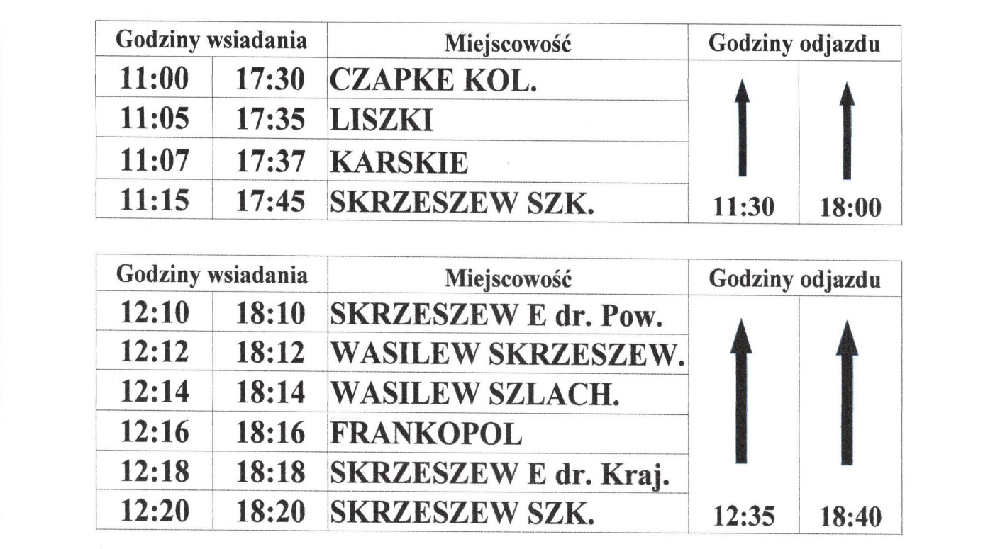 Godziny wsiadania Miejscowość Godziny odjazdu
11:00 17:30 CZAPKE KOL.
11:05 17:35 LISZKI
11:07 17:37 KARSKIE
11:15 17:45 SKRZESZEW SZK. 11:30 18:00
Godziny wsiadania Miejscowość Godziny odjazdu
12:10 18:10 SKRZESZEW E dr. Pow.
12:12 18:12 WASILEW SKRZESZEW.
12:14 18:14 WASILEW SZLACH.
12:16 18:16 FRANKOPOL
12:18 18:18 SKRZESZEW E dr. Kraj.
12:20 18:20 SKRZESZEW SZK. 12:35 18:40